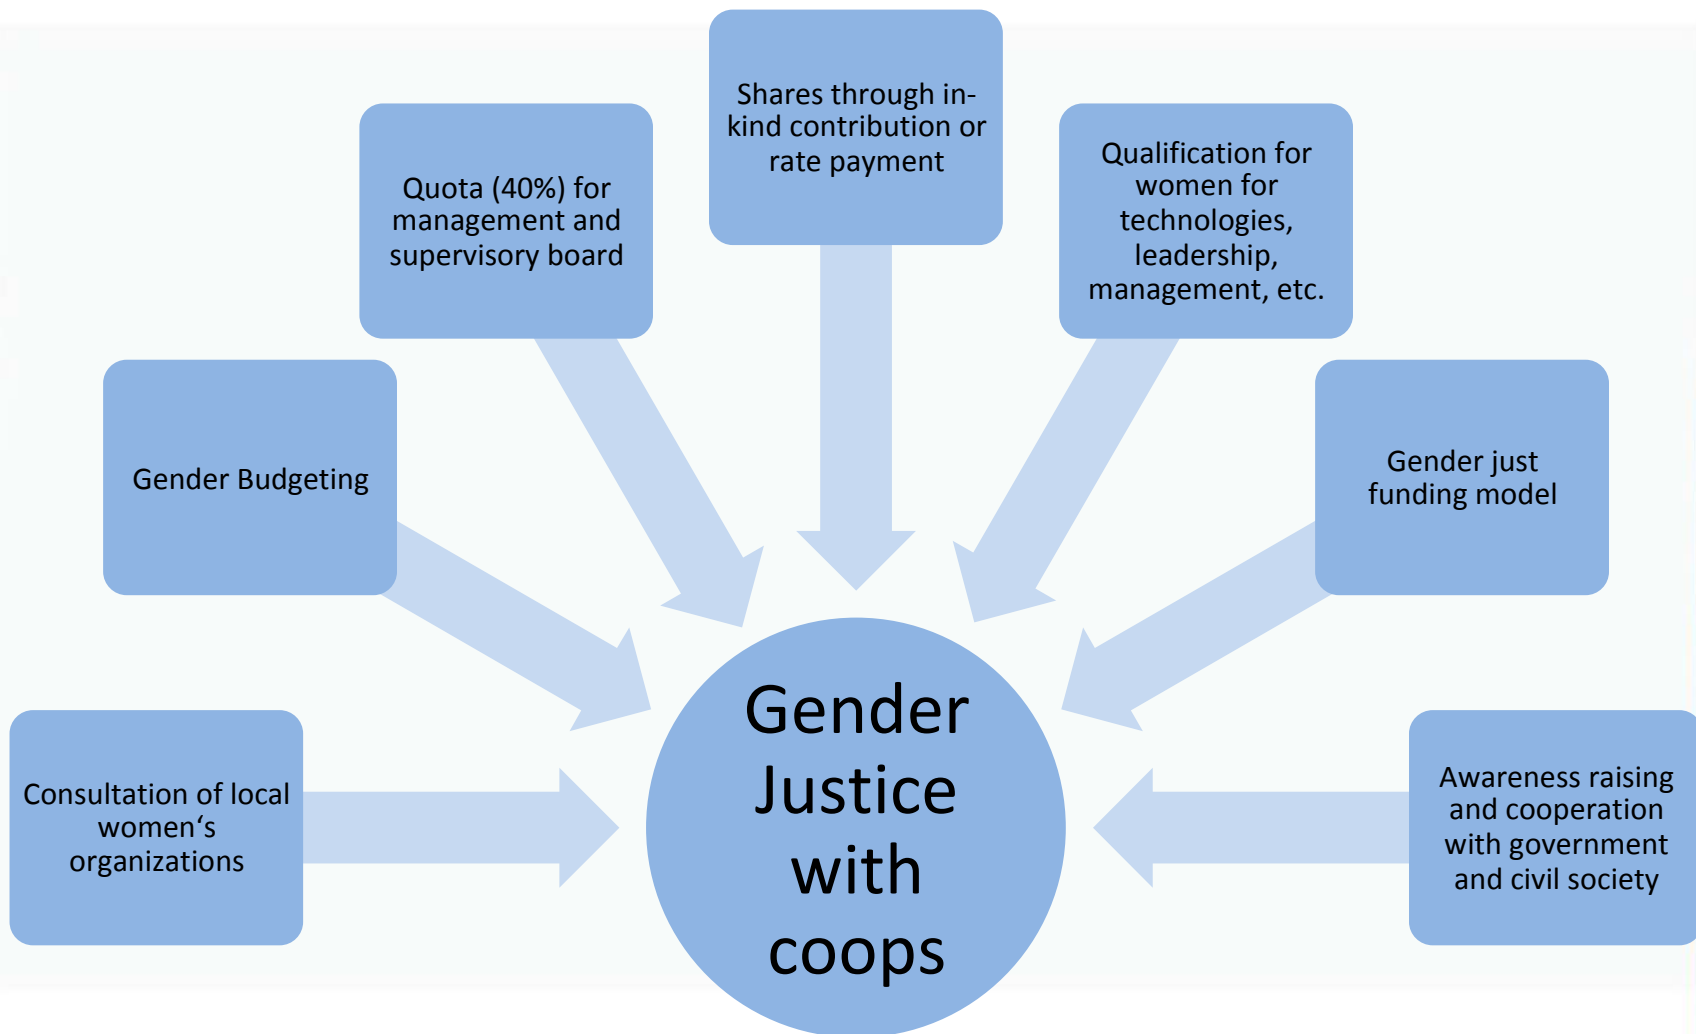 Shares through in-
kind contribution or
rate payment
Quota (40%) for
management and
supervisory board
Qualification for
women for
technologies,
leadership,
management, etc.
Gender Budgeting
Gender just
funding model
Consultation of local
women‘s
organizations
Gender
Justice
with
coops
Awareness raising
and cooperation
with government
and civil society